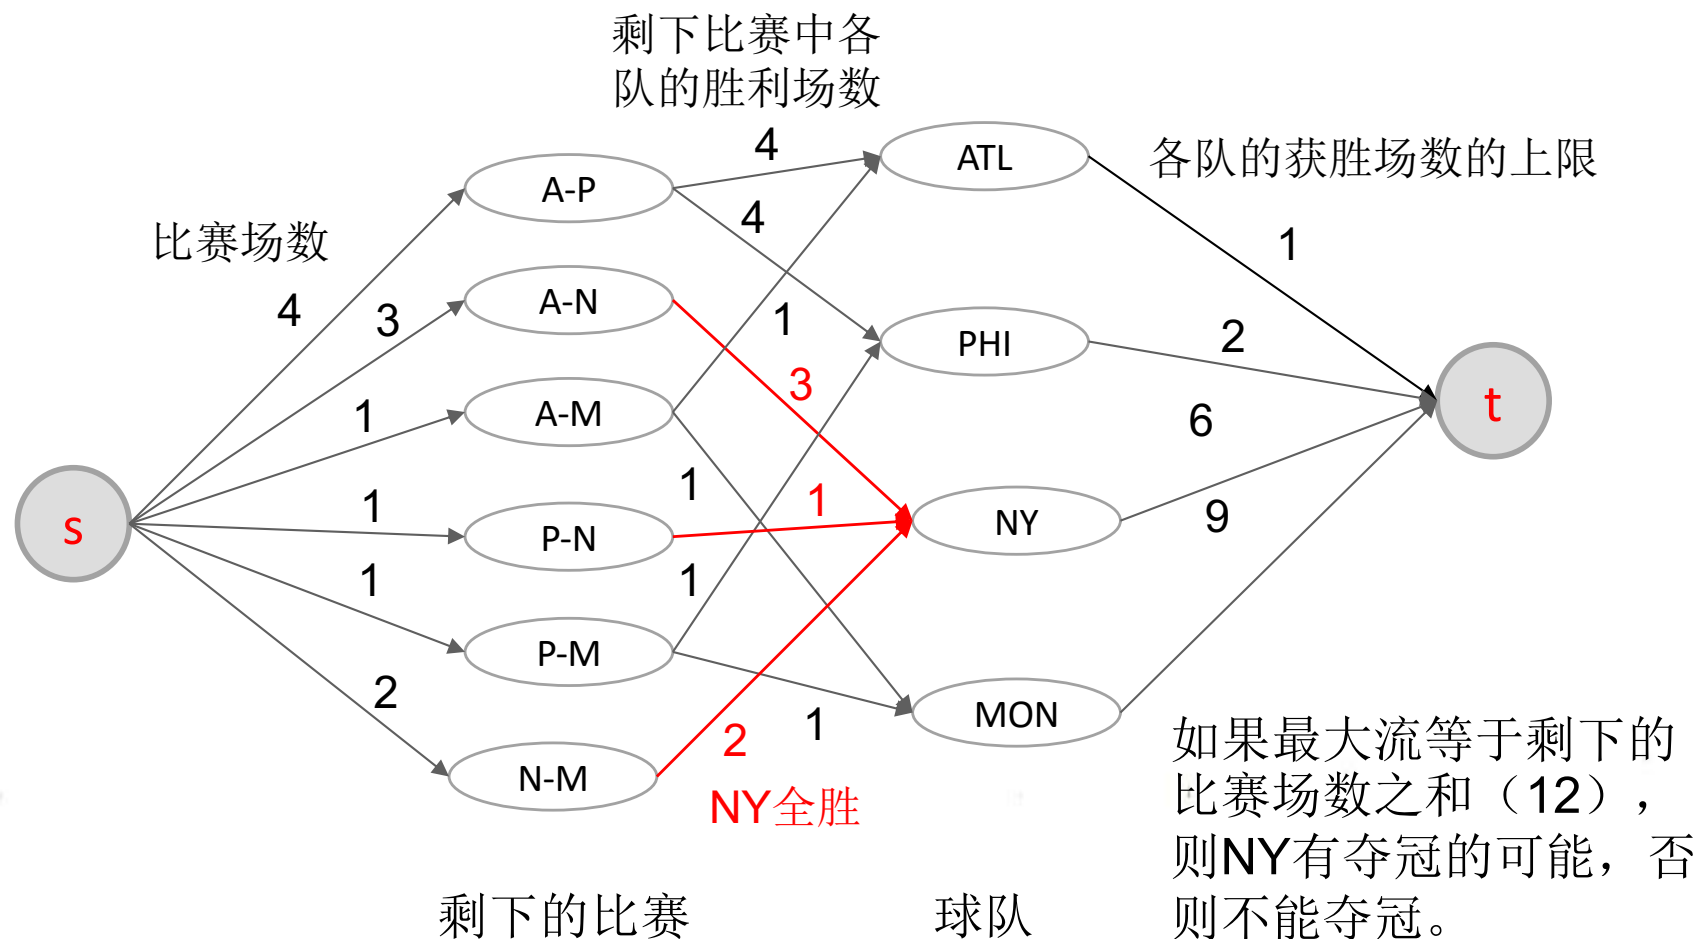 剩下比赛中各
队的胜利场数
4
ATL
各队的获胜场数的上限
A-P
4
1
比赛场数
4
3
A-N
1
PHI
2
3
t
1
A-M
6
1
1
1
NY
9
s
P-N
1
1
P-M
2
1
MON
2
N-M
NY全胜
如果最大流等于剩下的
比赛场数之和（12），
则NY有夺冠的可能，否
则不能夺冠。
剩下的比赛
球队